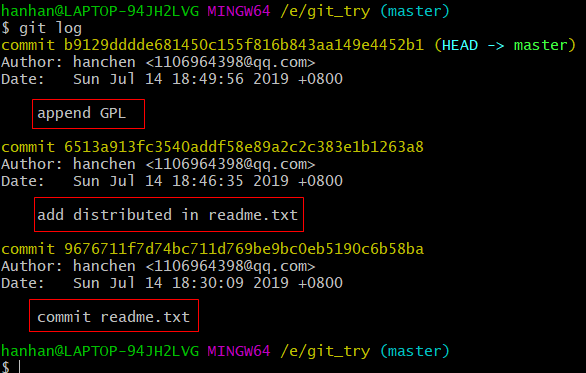 hanhan@LAPTOP-94JH2LVG MINGW64 /e/git_try (master)
$ git log
commit b9129dddde681450c155f816b843aa149e4452b1 (HEAD -> master)
Author: hanchen <1106964398@qq.com>
Date:   Sun Jul 14 18:49:56 2019 +0800
append GPL
commit 6513a913fc3540addf58e89a2c2c383e1b1263a8
Author: hanchen <1106964398@qq.com>
Date:   Sun Jul 14 18:46:35 2019 +0800
add distributed in readme.txt
commit 9676711f7d74bc711d769be9bc0eb5190c6b58ba
Author: hanchen <1106964398@qq.com>
Date:   Sun Jul 14 18:30:09 2019 +0800
commit readme.txt
hanhan@LAPTOP-94JH2LVG MINGW64 /e/git_try (master)
$